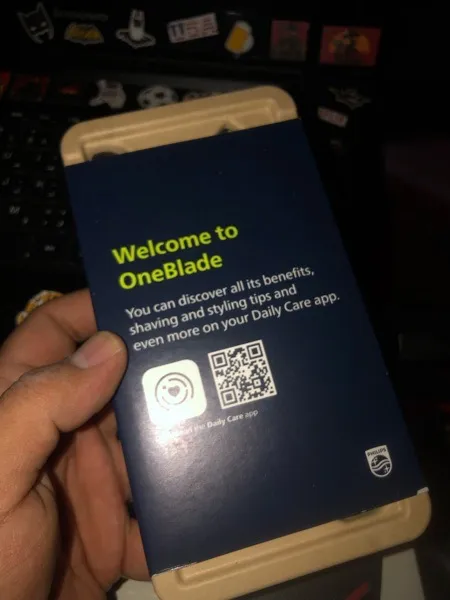 Welcome to
OneBlade
You can discover all its benefits,
shaving and styling tips and
even more on your Daily Care app.
the Daily Care app
PHILIPS